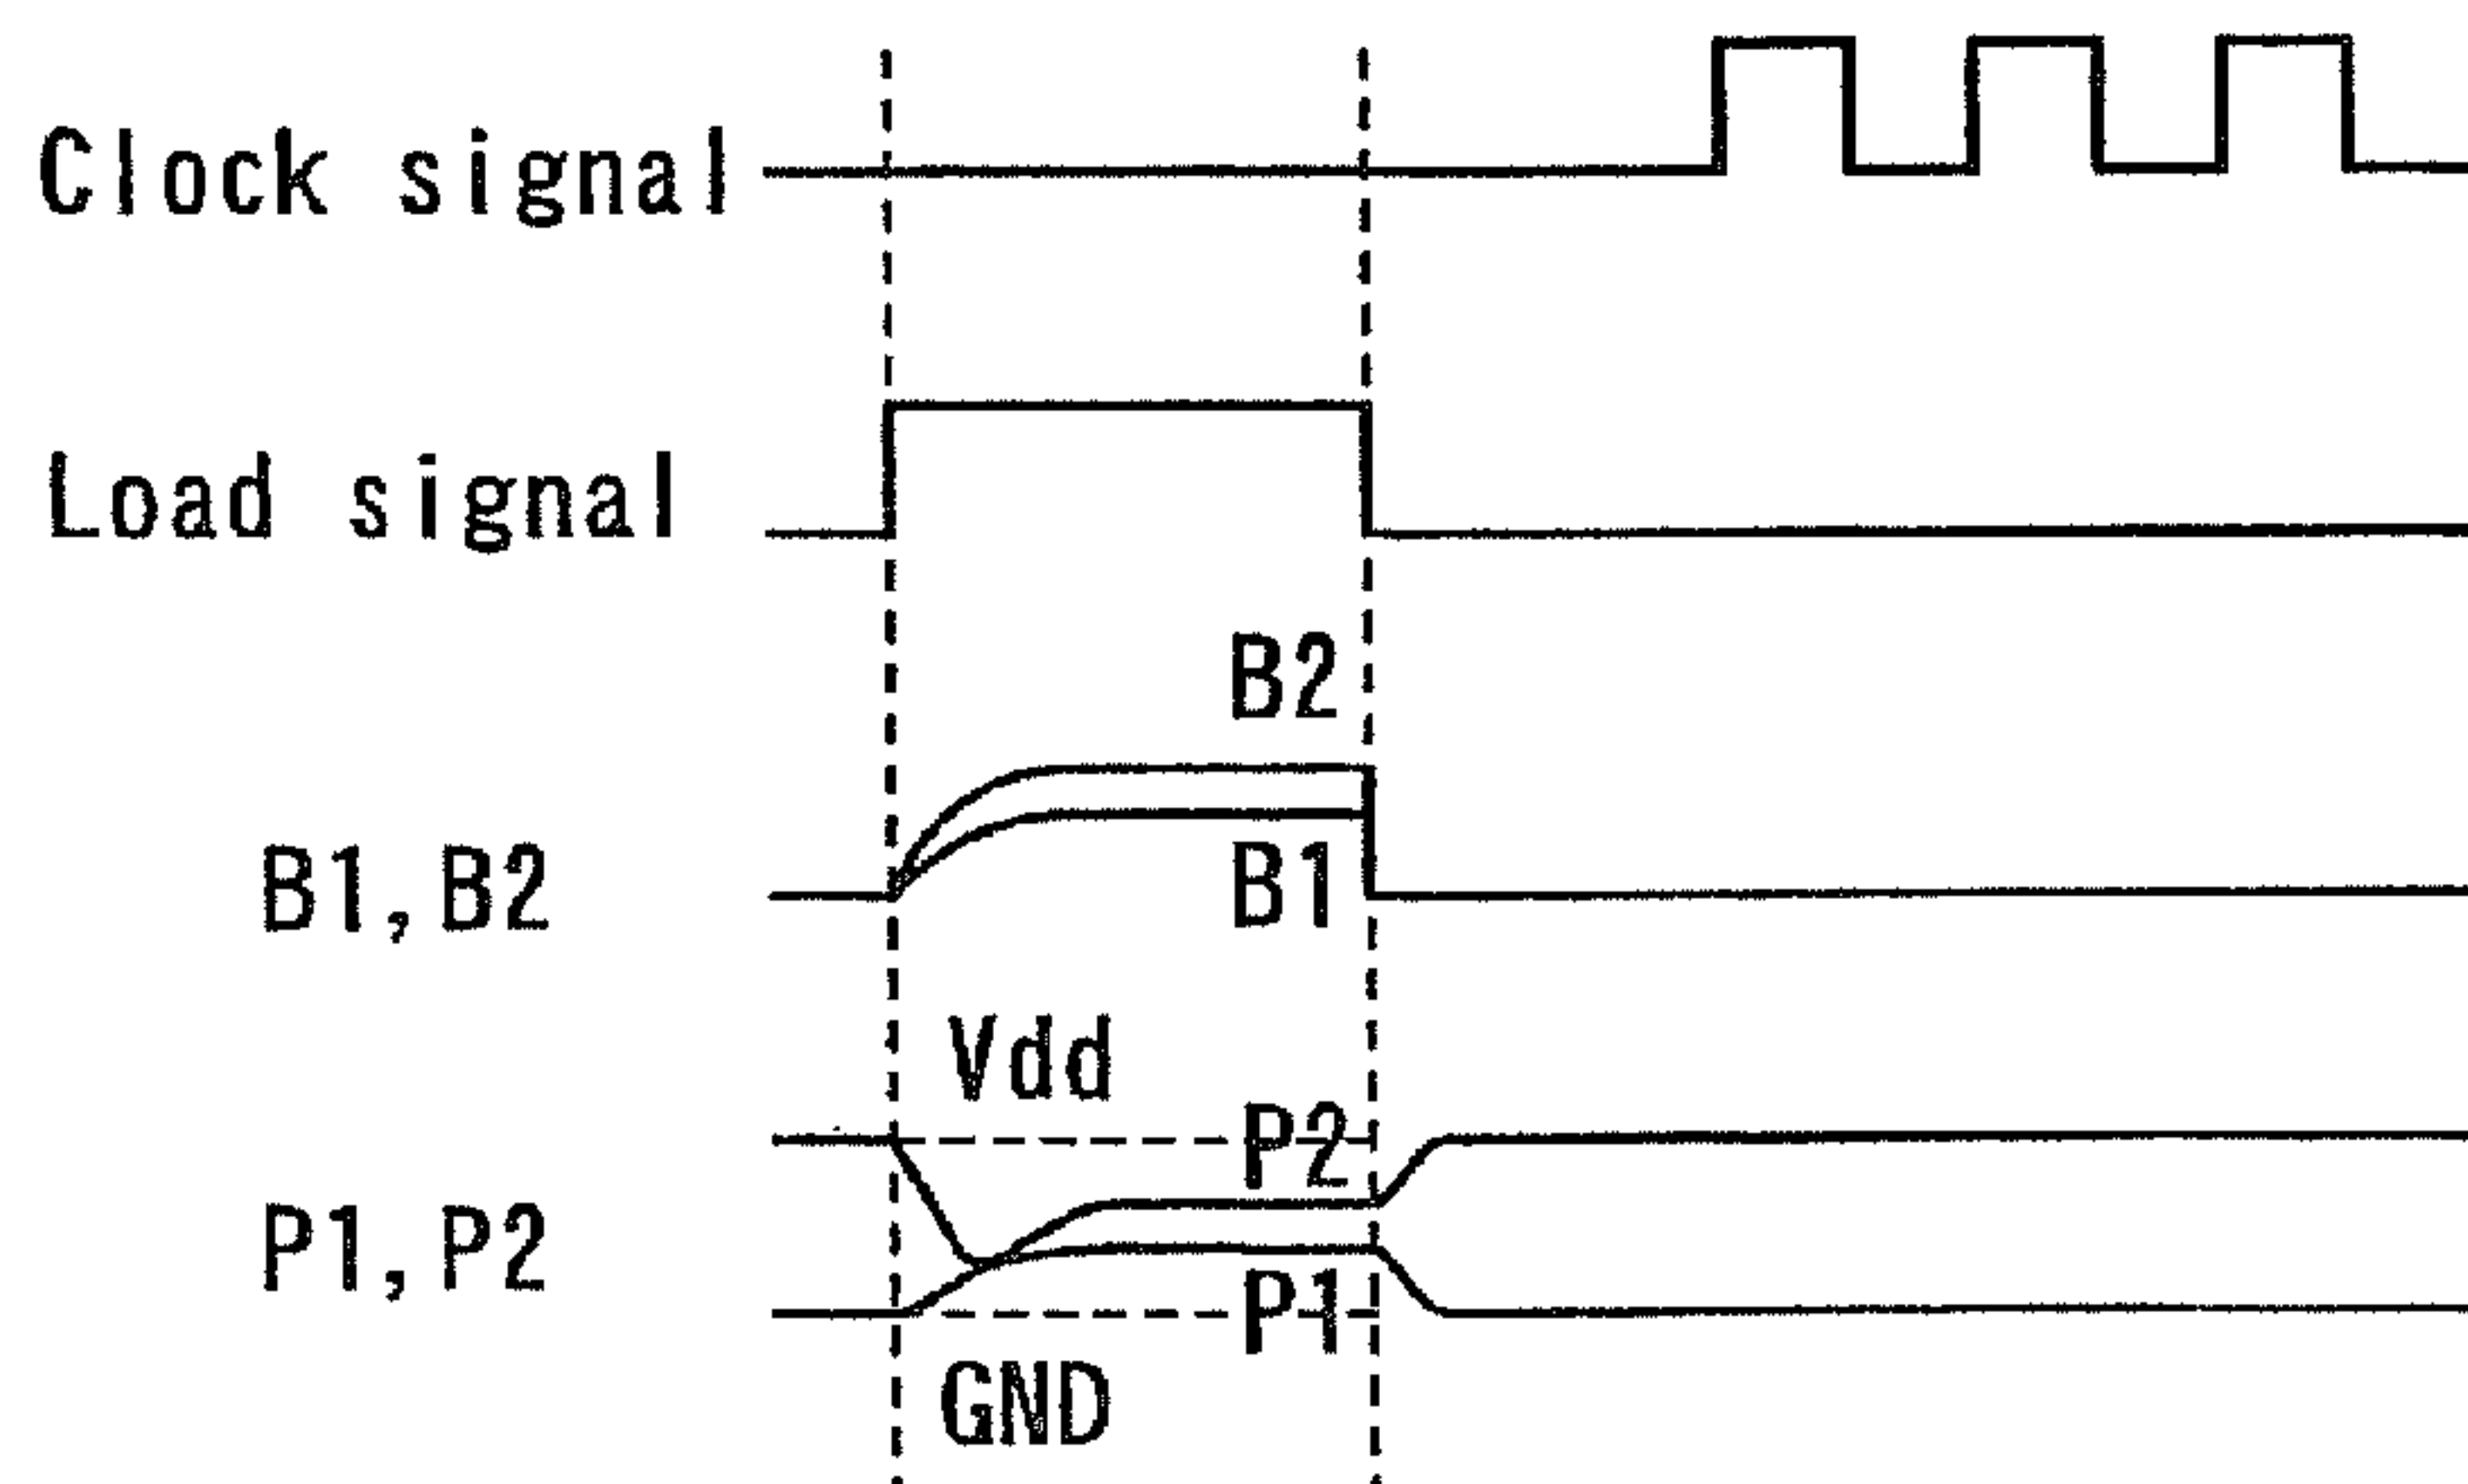 Clock signal
Load signal
B2
B1,B2
B1
Vdd
P2
P1,P2
P1
GND